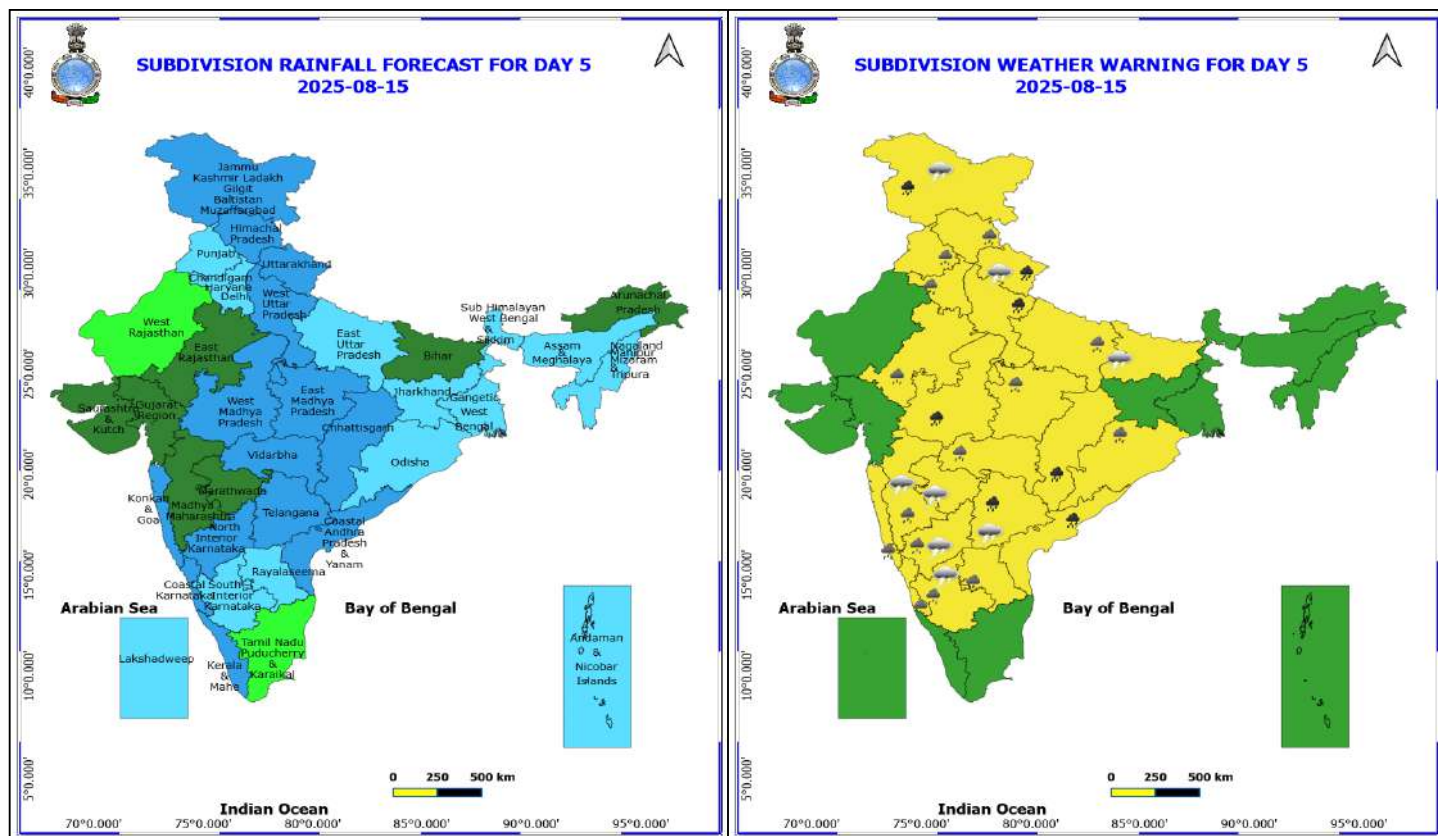 SUBDIVISION RAINFALL FORECAST FOR DAY 5
2025-08-15
40°0.000'
35°0.000'
30°0.000'
25°0.000'
20°0.000'
15°0.000'
10°0.000'
5°0.000'
Jammu
Kashmir Ladakh
Gilgit
Baltistan
Muzaffarabad
Himachal
Pradesh
Punjab
Uttarakhand
Chandigarh
Haryana
Delhi
West
Uttar
Pradesh
West
Rajasthan
East
Rajasthan
East
Uttar
Pradesh
Bihar
Sub Himalayan
West Bengal
&
Sikkim
Arunachal
Pradesh
Assam
&
Meghalaya
Nagaland
Manipur
Mizoram
&
Tripura
Saurashtra
&
Kutch
Gujarat
Region
West
Madhya
Pradesh
East
Madhya
Pradesh
Jharkhand
Gangetic
West
Bengal
Chhattisgarh
Vidarbha
Odisha
Konkan
&
Goa
Madhya
Maharashtra
Marathwada
Telangana
North
Interior
Karnataka
Coastal
Andhra
Pradesh
&
Yanam
Rayalaseema
Coastal
Karnataka
South
Interior
Karnataka
Tamil Nadu
Puducherry
&
Karaikal
Kerala
&
Mahe
Arabian Sea
Bay of Bengal
Lakshadweep
Andaman
&
Nicobar
Islands
0 250 500 km
Indian Ocean
70°0.000' 75°0.000' 80°0.000' 85°0.000' 90°0.000' 95°0.000'
SUBDIVISION WEATHER WARNING FOR DAY 5
2025-08-15
40°0.000'
35°0.000'
30°0.000'
25°0.000'
20°0.000'
15°0.000'
10°0.000'
5°0.000'
Arabian Sea
Bay of Bengal
0 250 500 km
Indian Ocean
70°0.000' 75°0.000' 80°0.000' 85°0.000' 90°0.000' 95°0.000'